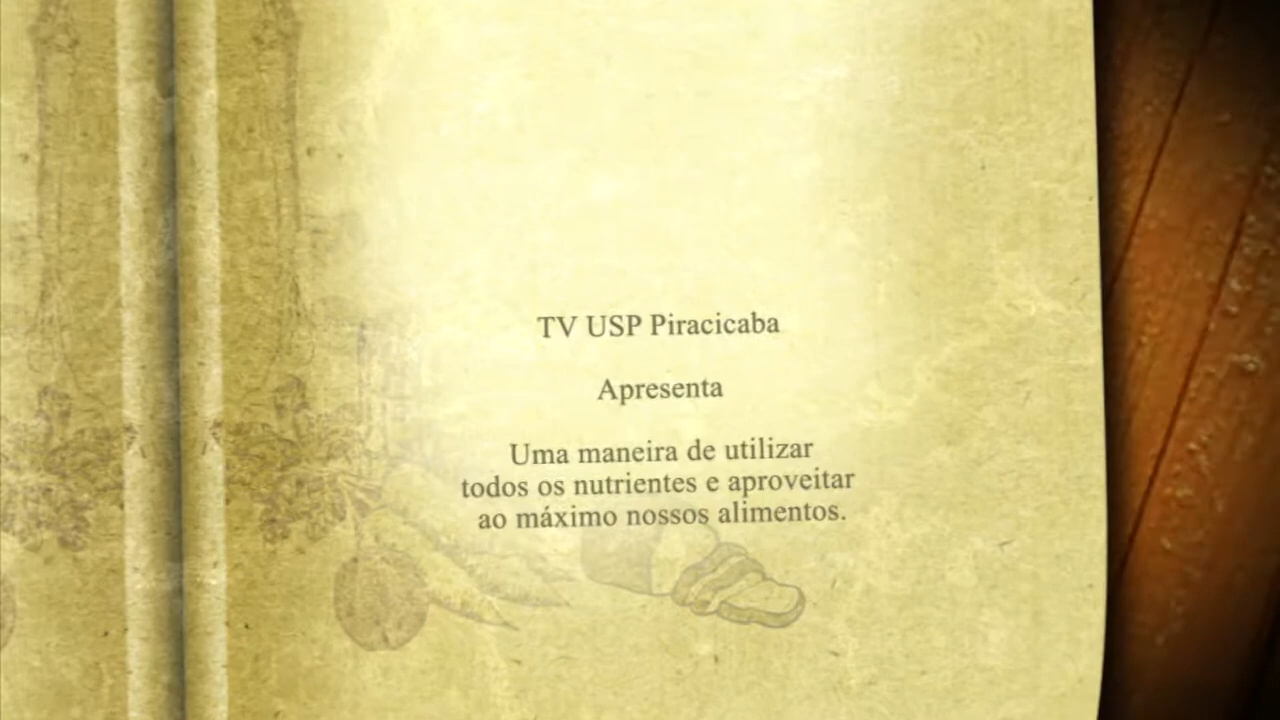 TV USP Piracicaba
Apresenta
Uma maneira de utilizar
todos os nutrientes e aproveitar
ao máximo nossos alimentos.